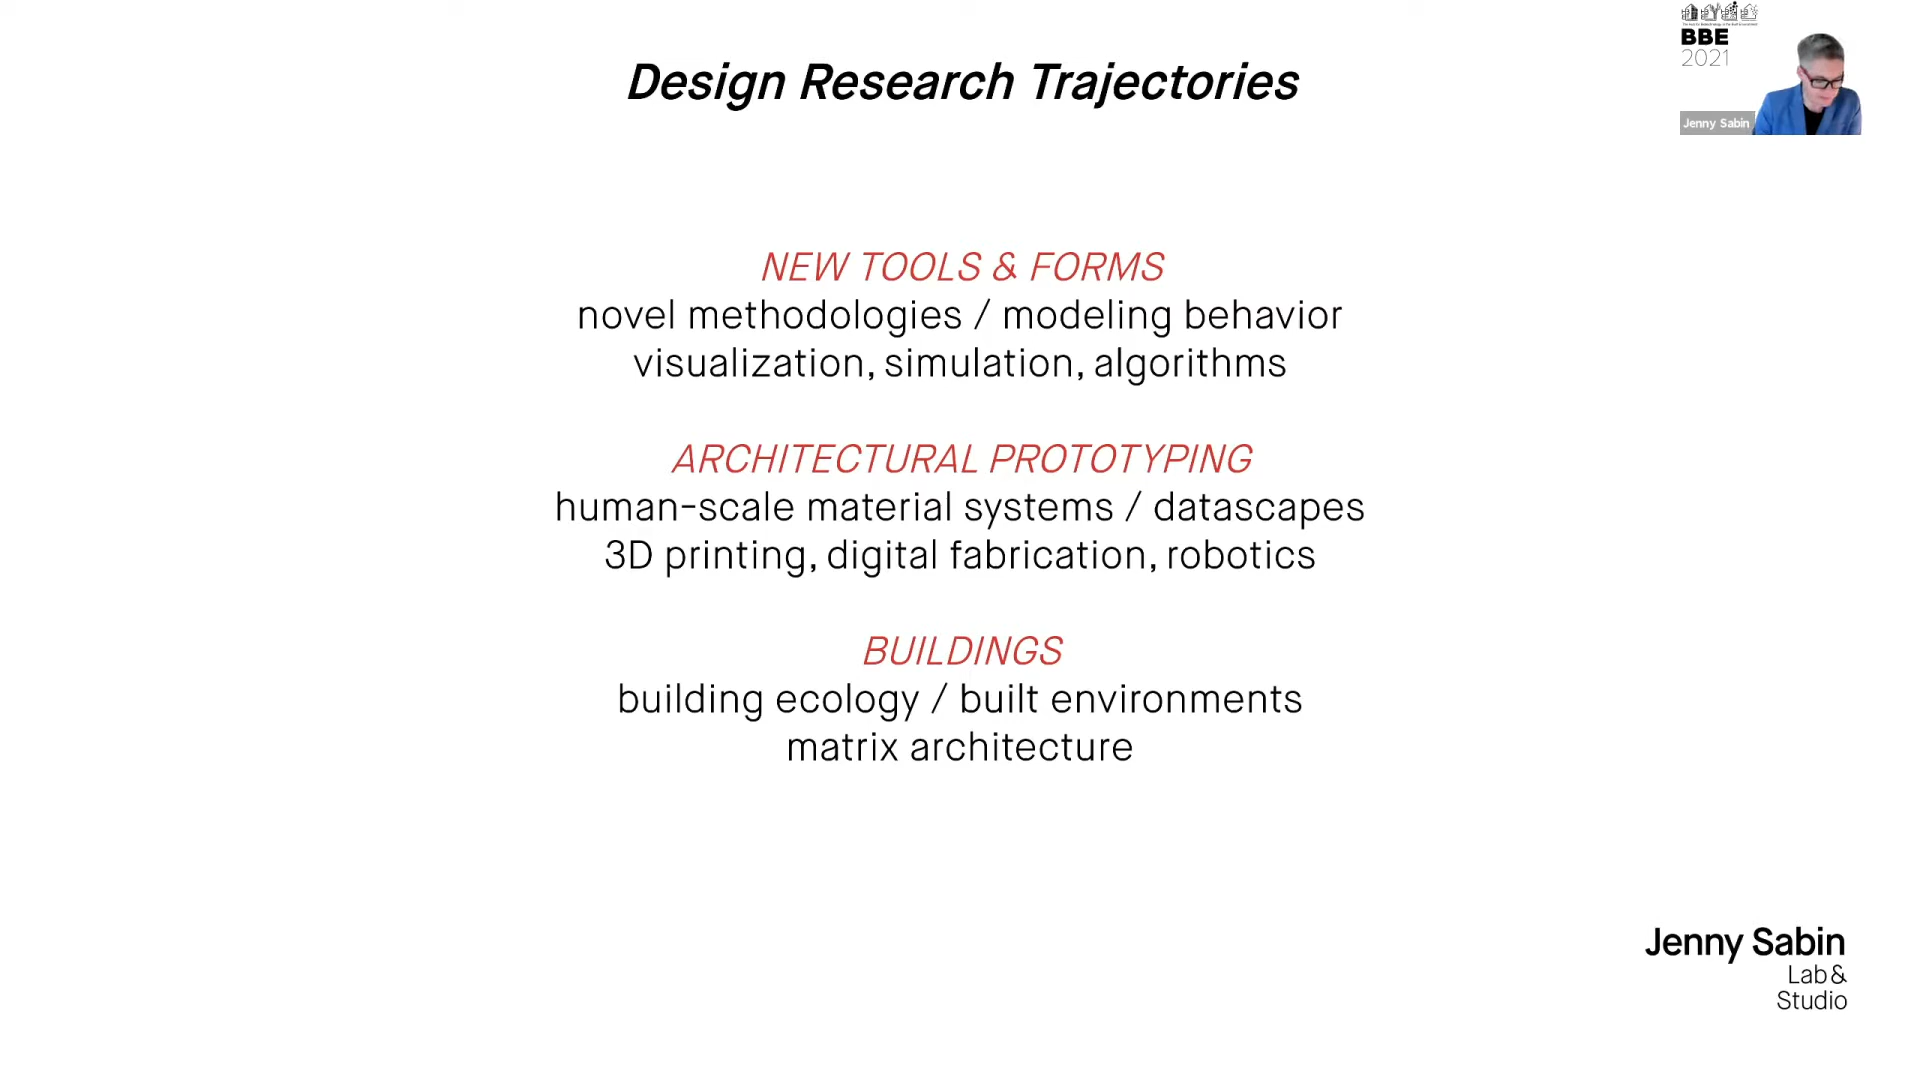 Design Research Trajectories
BBE
2021
Jenny Sabin
NEW TOOLS & FORMS
novel methodologies / modeling behavior
visualization, simulation, algorithms
ARCHITECTURAL PROTOTYPING
human-scale material systems / datascapes
3D printing, digital fabrication, robotics
BUILDINGS
building ecology / built environments
matrix architecture
Jenny Sabin
Lab &
Studio